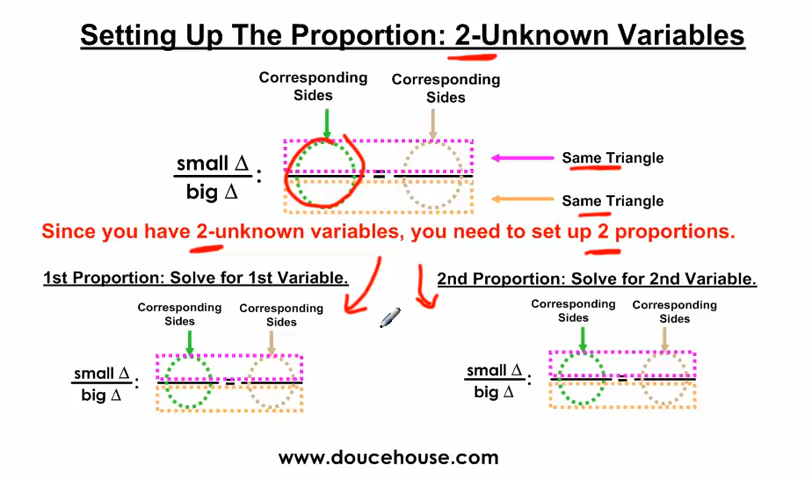 Setting Up The Proportion: 2-Unknown Variables
Corresponding Sides
Corresponding Sides
small Δ
big Δ
:
=
Same Triangle
Same Triangle
Since you have 2-unknown variables, you need to set up 2 proportions.
1st Proportion: Solve for 1st Variable.
Corresponding Sides
Corresponding Sides
small Δ
big Δ
:
=
2nd Proportion: Solve for 2nd Variable.
Corresponding Sides
Corresponding Sides
small Δ
big Δ
:
=
www.doucehouse.com